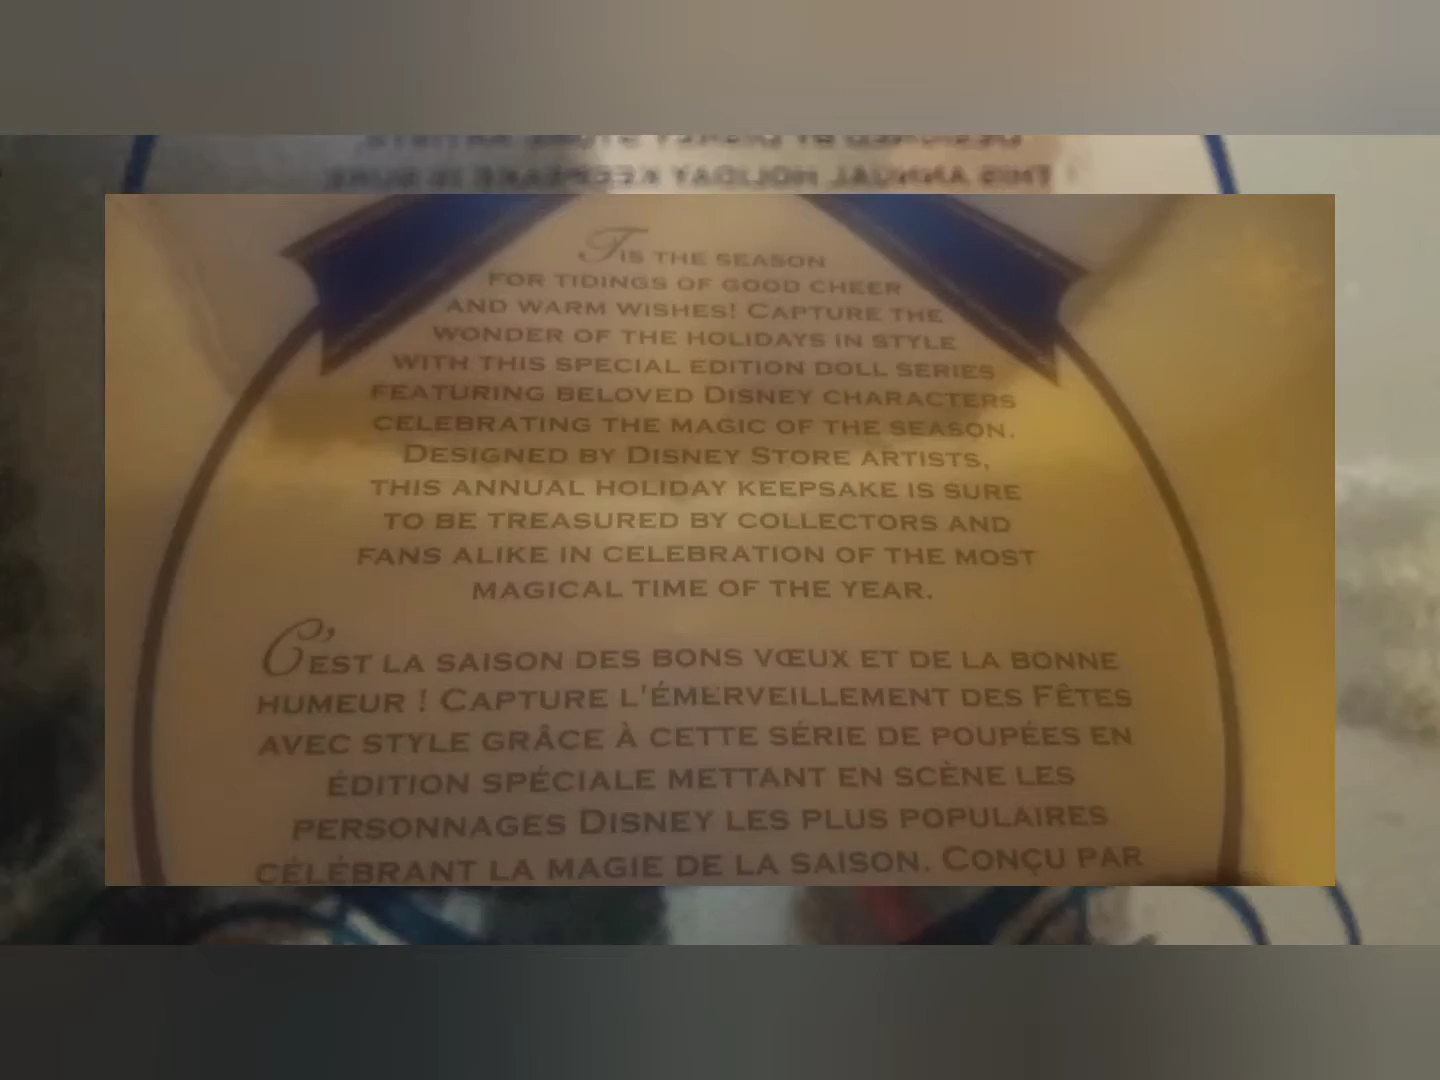 Tis the season
for tidings of good cheer
and warm wishes! Capture the
wonder of the holidays in style
with this special edition doll series
featuring beloved Disney characters
celebrating the magic of the season.
Designed by Disney Store artists,
this annual holiday keepsake is sure
to be treasured by collectors and
fans alike in celebration of the most
magical time of the year.
C'est la saison des bons vœux et de la bonne
humeur ! Capture l'émerveillement des Fêtes
avec style grâce à cette série de poupées en
édition spéciale mettant en scène les
personnages Disney les plus populaires
célébrant la magie de la saison. Conçu par